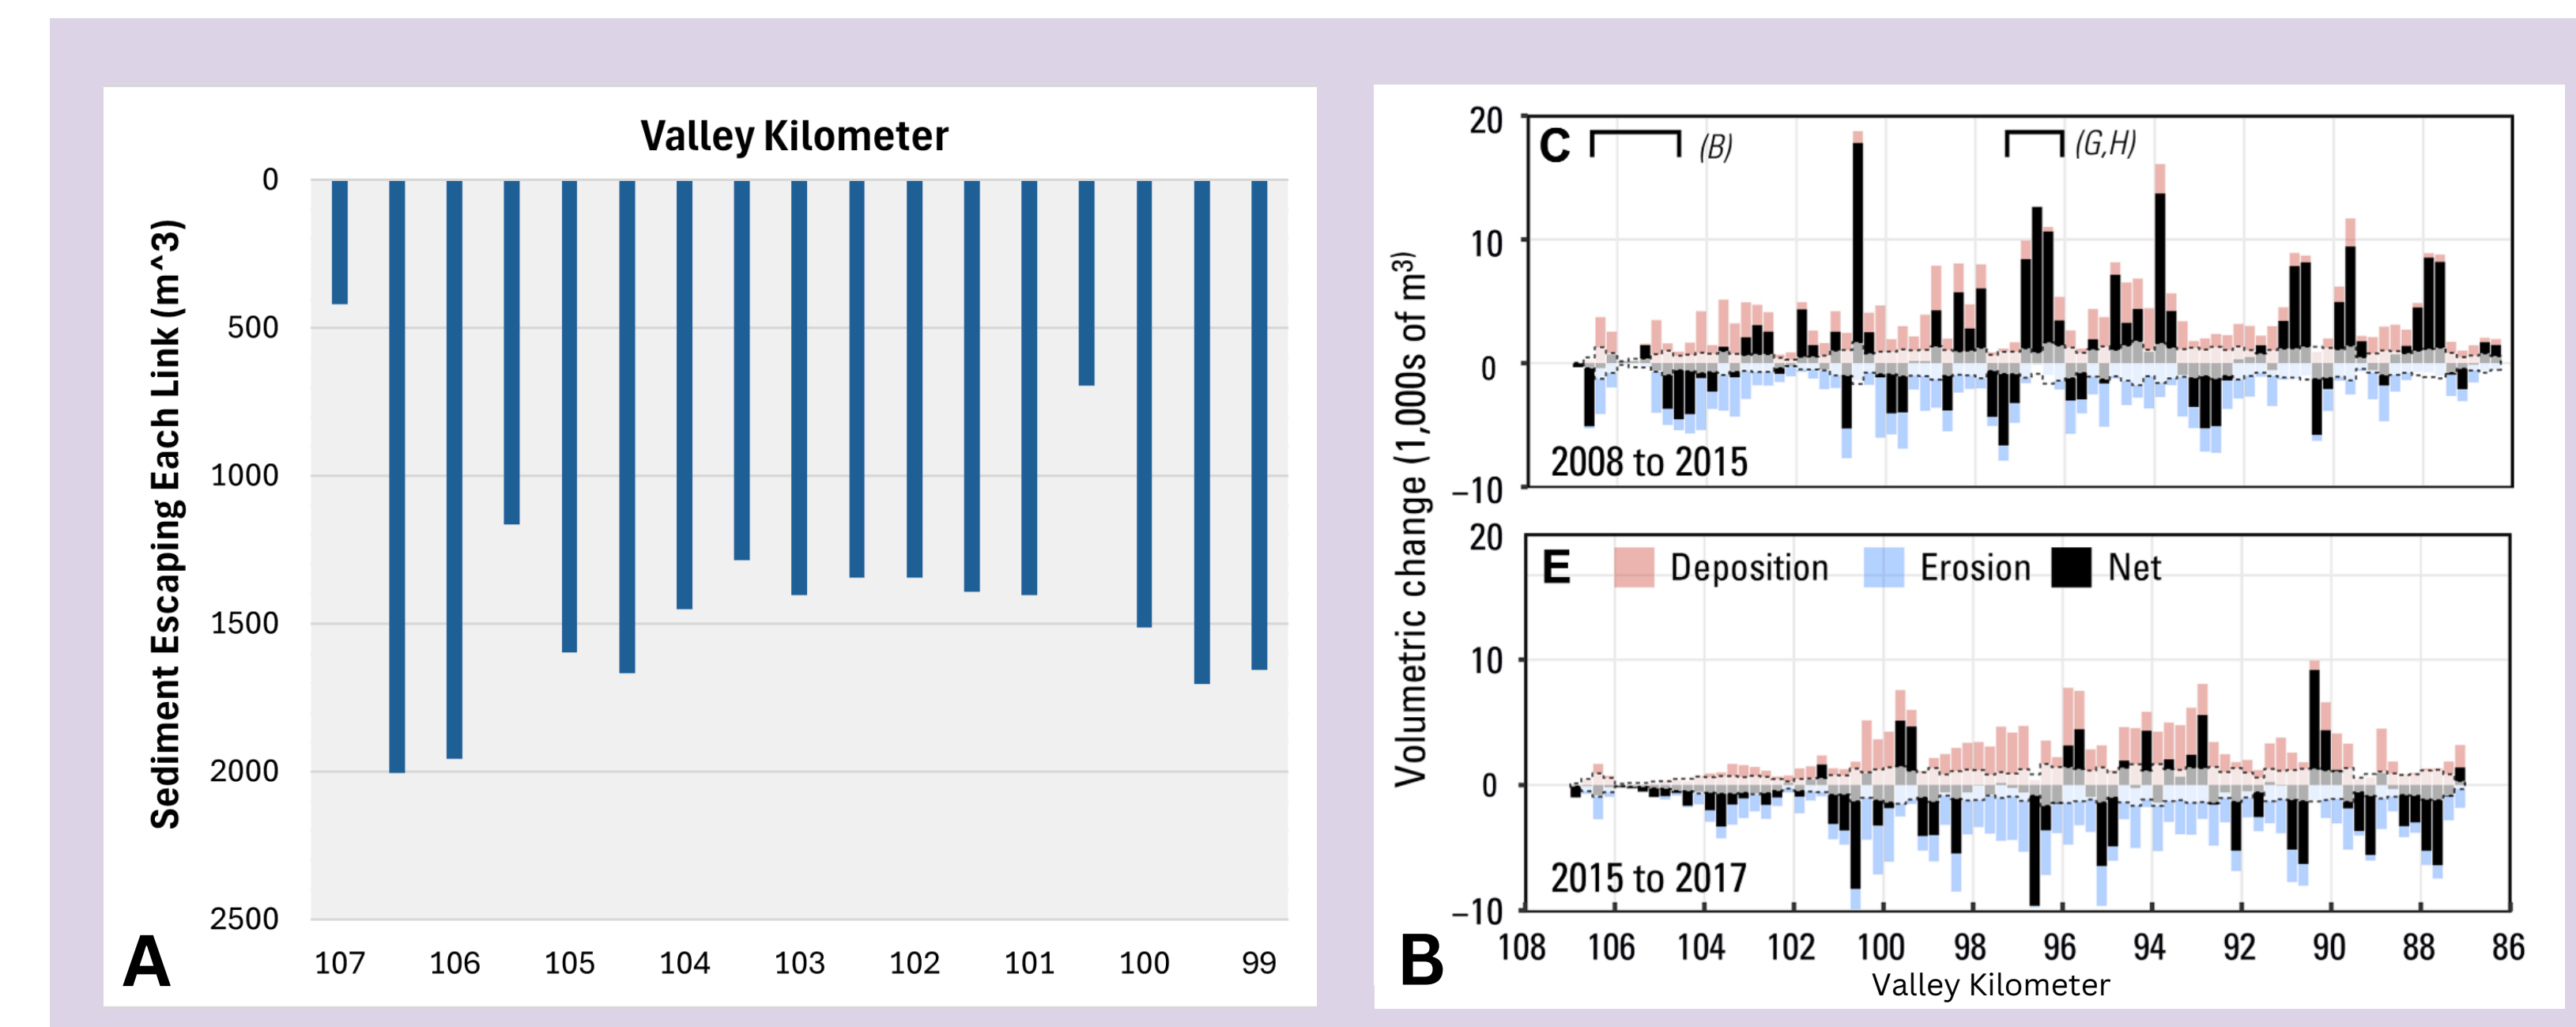 Valley Kilometer
Sediment Escaping Each Link (m^3)
0
500
1000
1500
2000
2500
107 106 105 104 103 102 101 100 99
A
Volumetric change (1,000s of m³)
20
10
0
−10
C
(B)
(G,H)
2008 to 2015
20
10
0
−10
E Deposition Erosion Net
2015 to 2017
108 106 104 102 100 98 96 94 92 90 88 86
Valley Kilometer
B